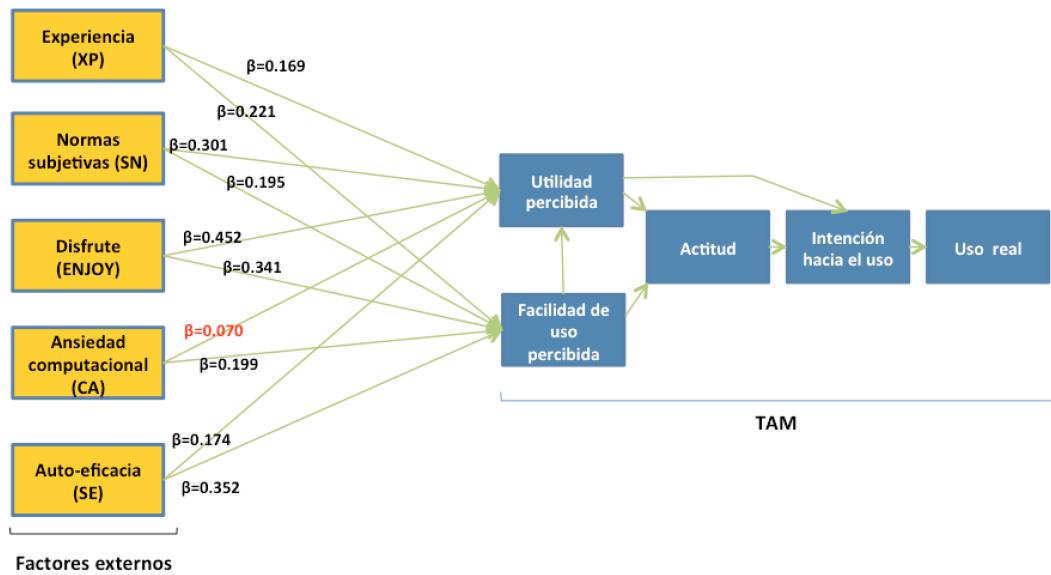 Experiencia
(XP)
β=0.169
β=0.221
Normas
subjetivas (SN)
β=0.301
β=0.195
Disfrute
(ENJOY)
β=0.452
β=0.341
Ansiedad
computacional
(CA)
β=0.070
β=0.199
Auto-eficacia
(SE)
β=0.174
β=0.352
Factores externos
Utilidad
percibida
Facilidad de
uso
percibida
Actitud
Intención
hacia el uso
Uso real
TAM